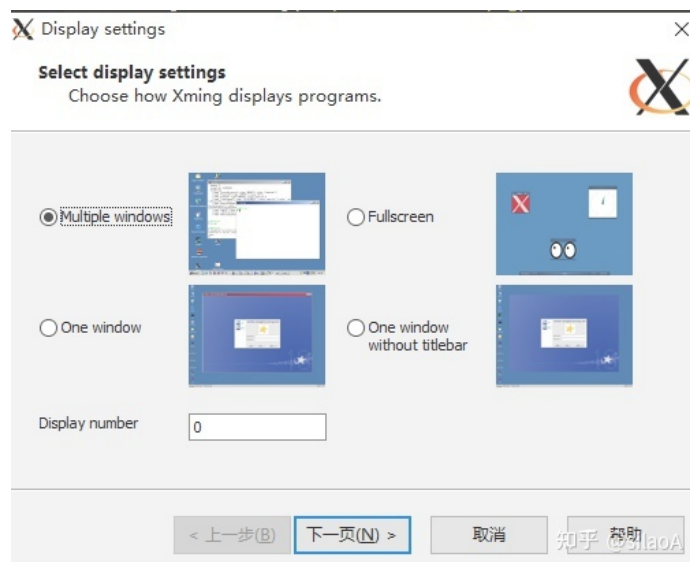 Display settings
Select display settings
Choose how Xming displays programs.
Multiple windows
Fullscreen
One window
One window
without titlebar
Display number
0
< 上一步(B)
下一页(N) >
取消
帮助
知乎 @silaoA